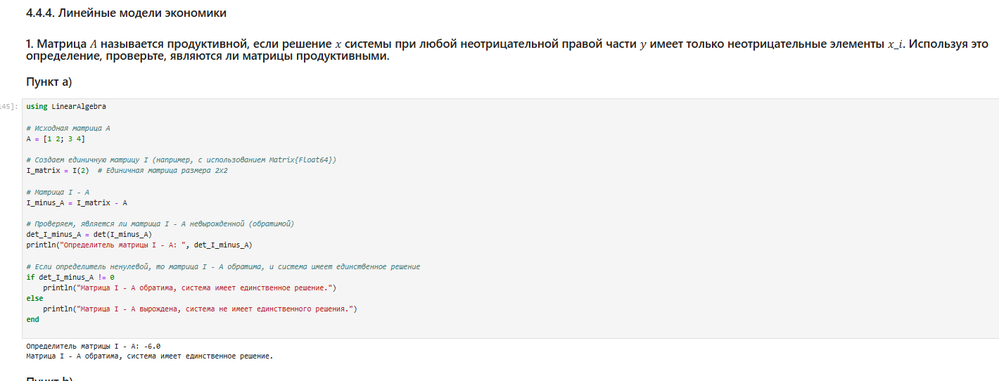 4.4.4. Линейные модели экономики
1. Матрица A называется продуктивной, если решение x системы при любой неотрицательной правой части y имеет только неотрицательные элементы x_i. Используя это
определение, проверьте, являются ли матрицы продуктивными.
Пункт a)
145]:
using LinearAlgebra
# Исходная матрица A
A = [1 2; 3 4]
# Создаем единичную матрицу I (например, с использованием Matrix{Float64})
I_matrix = I(2)  # Единичная матрица размера 2x2
# Матрица I - A
I_minus_A = I_matrix - A
# Проверяем, является ли матрица I - A невырожденной (обратимой)
det_I_minus_A = det(I_minus_A)
println("Определитель матрицы I - A: ", det_I_minus_A)
# Если определитель ненулевой, то матрица I - A обратима, и система имеет единственное решение
if det_I_minus_A != 0
    println("Матрица I - A обратима, система имеет единственное решение.")
else
    println("Матрица I - A вырождена, система не имеет единственного решения.")
end
Определитель матрицы I - A: -6.0
Матрица I - A обратима, система имеет единственное решение.
Пункт b)